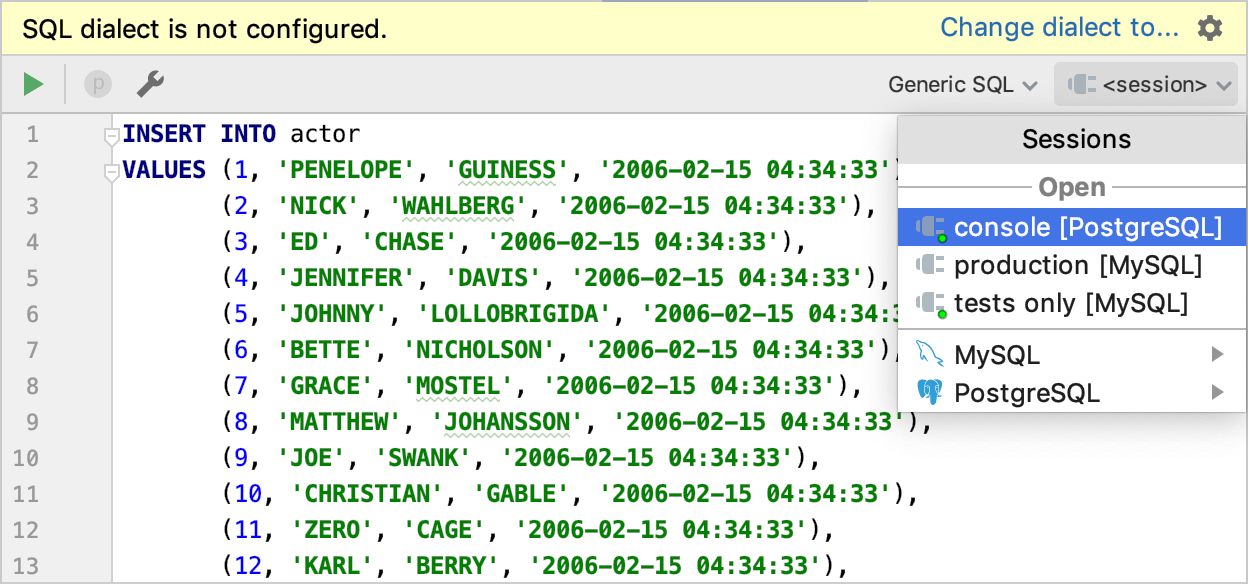 SQL dialect is not configured. Change dialect to...
p Generic SQL <session>
1 INSERT INTO actor
2 VALUES (1, 'PENELOPE', 'GUINESS', '2006-02-15 04:34:33')
3 (2, 'NICK', 'WAHLBERG', '2006-02-15 04:34:33'),
4 (3, 'ED', 'CHASE', '2006-02-15 04:34:33'),
5 (4, 'JENNIFER', 'DAVIS', '2006-02-15 04:34:33'),
6 (5, 'JOHNNY', 'LOLLOBRIGIDA', '2006-02-15 04:34:3
7 (6, 'BETTE', 'NICHOLSON', '2006-02-15 04:34:33'),
8 (7, 'GRACE', 'MOSTEL', '2006-02-15 04:34:33'),
9 (8, 'MATTHEW', 'JOHANSSON', '2006-02-15 04:34:33'),
10 (9, 'JOE', 'SWANK', '2006-02-15 04:34:33'),
11 (10, 'CHRISTIAN', 'GABLE', '2006-02-15 04:34:33'),
12 (11, 'ZERO', 'CAGE', '2006-02-15 04:34:33'),
13 (12, 'KARL', 'BERRY', '2006-02-15 04:34:33'),
Sessions
Open
console [PostgreSQL]
production [MySQL]
tests only [MySQL]
MySQL
PostgreSQL